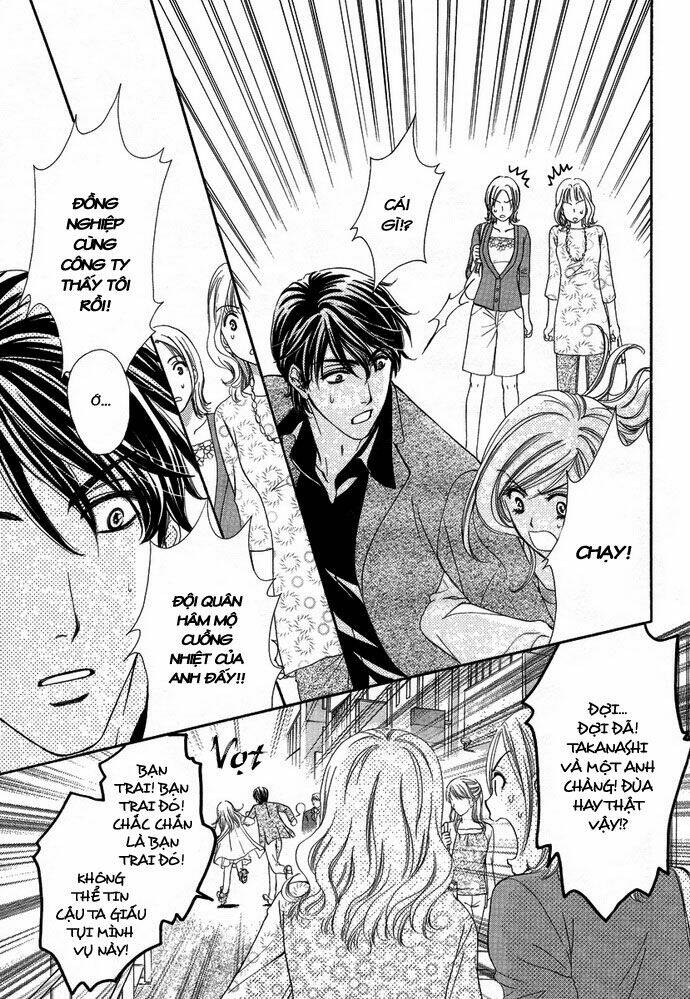 CHẠY!
CÁI
GÌ!?
ĐỒNG
NGHIỆP
CÙNG
CÔNG TY
THẤY TÔI
RỒI!
Ớ...
ĐỘI QUÂN
HÂM MỘ
CUỒNG
NHIỆT CỦA
ANH ĐẤY!!
ĐỢI...
ĐỢI ĐÃ!
TAKANASHI
VÀ MỘT ANH
CHÀNG! ĐÙA
HAY THẬT
VẬY!?
Vọt
BẠN
TRAI! BẠN
TRAI ĐÓ!
CHẮC CHẮN
LÀ BẠN
TRAI ĐÓ!
KHÔNG
THỂ TIN
CẬU TA GIẤU
TỤI MÌNH
VỤ NÀY!